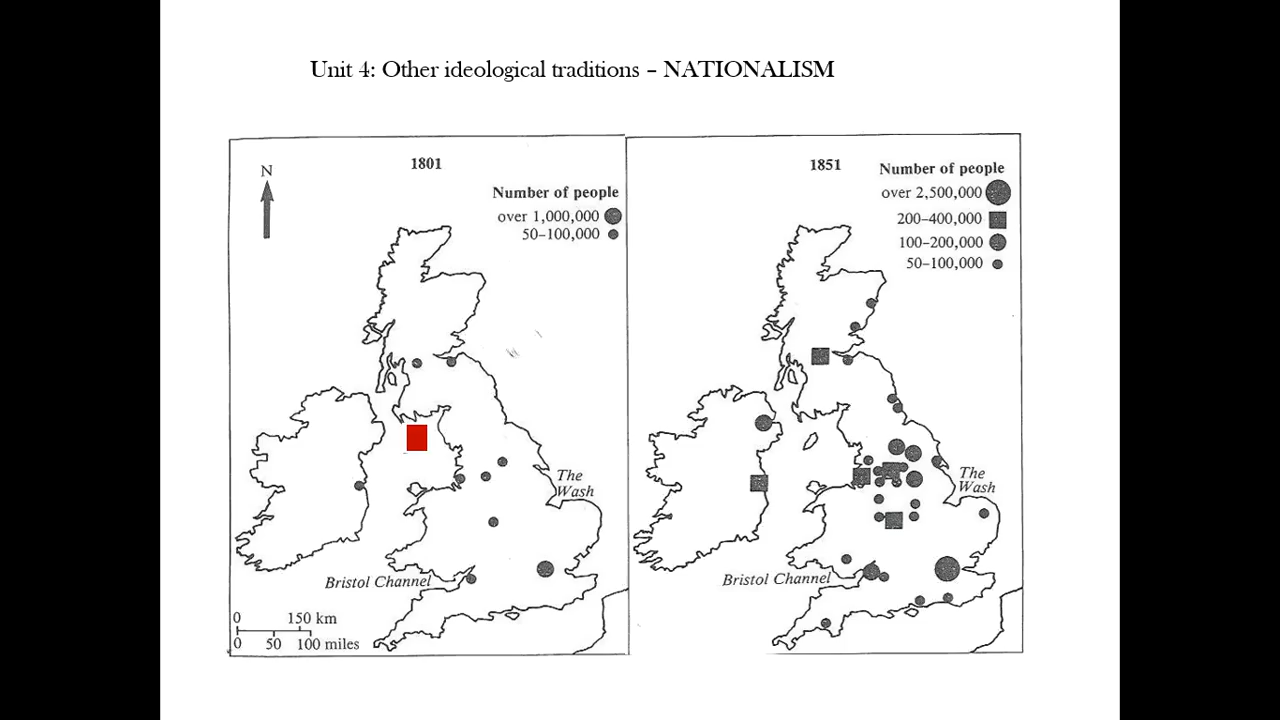 Unit 4: Other ideological traditions – NATIONALISM
1801
N
Number of people
over 1,000,000
50–100,000
The
Wash
Bristol Channel
0 150 km
0 50 100 miles
1851
Number of people
over 2,500,000
200–400,000
100–200,000
50–100,000
The
Wash
Bristol Channel